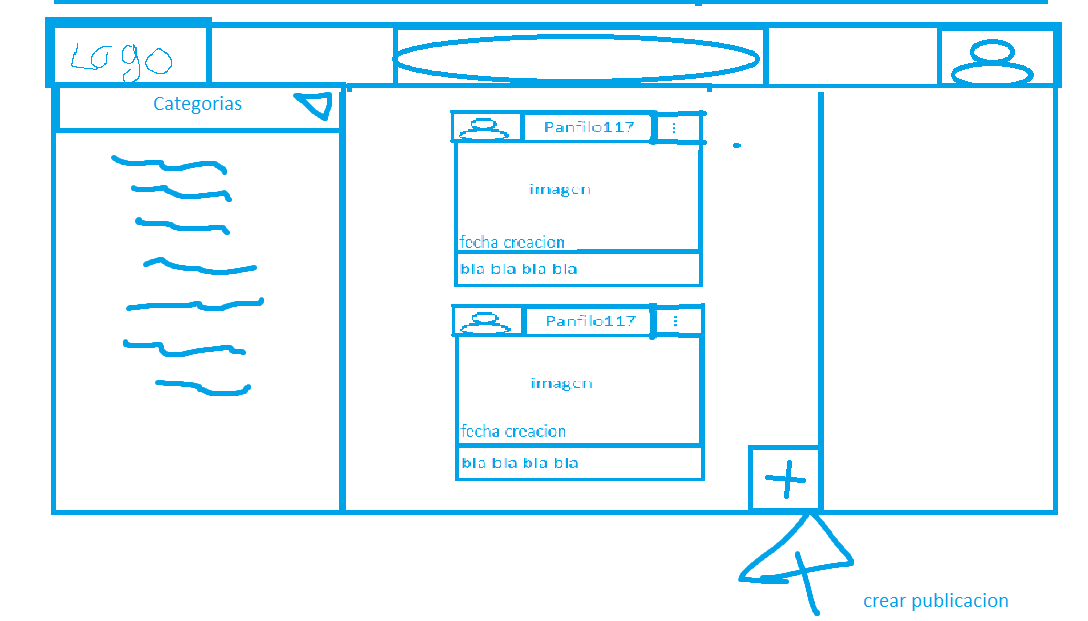 Logo
Categorias
Panfilo117
imagen
fecha creacion
bla bla bla bla
Panfilo117
imagen
fecha creacion
bla bla bla bla
crear publicacion